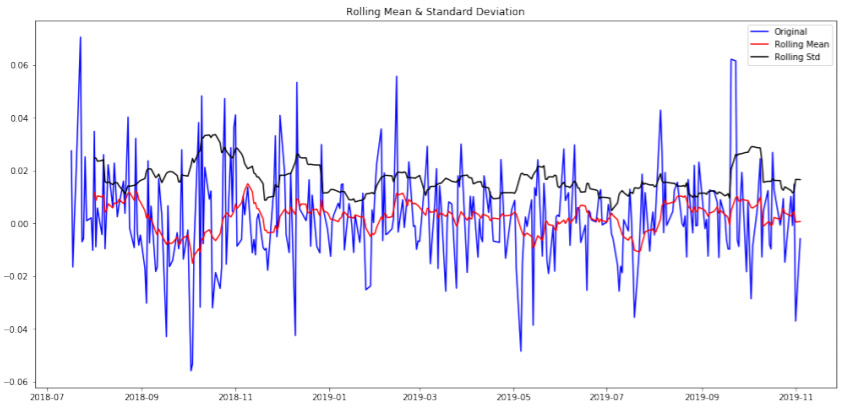 Rolling Mean & Standard Deviation
Original
Rolling Mean
Rolling Std
0.06
0.04
0.02
0.00
−0.02
−0.04
−0.06
2018-07 2018-09 2018-11 2019-01 2019-03 2019-05 2019-07 2019-09 2019-11